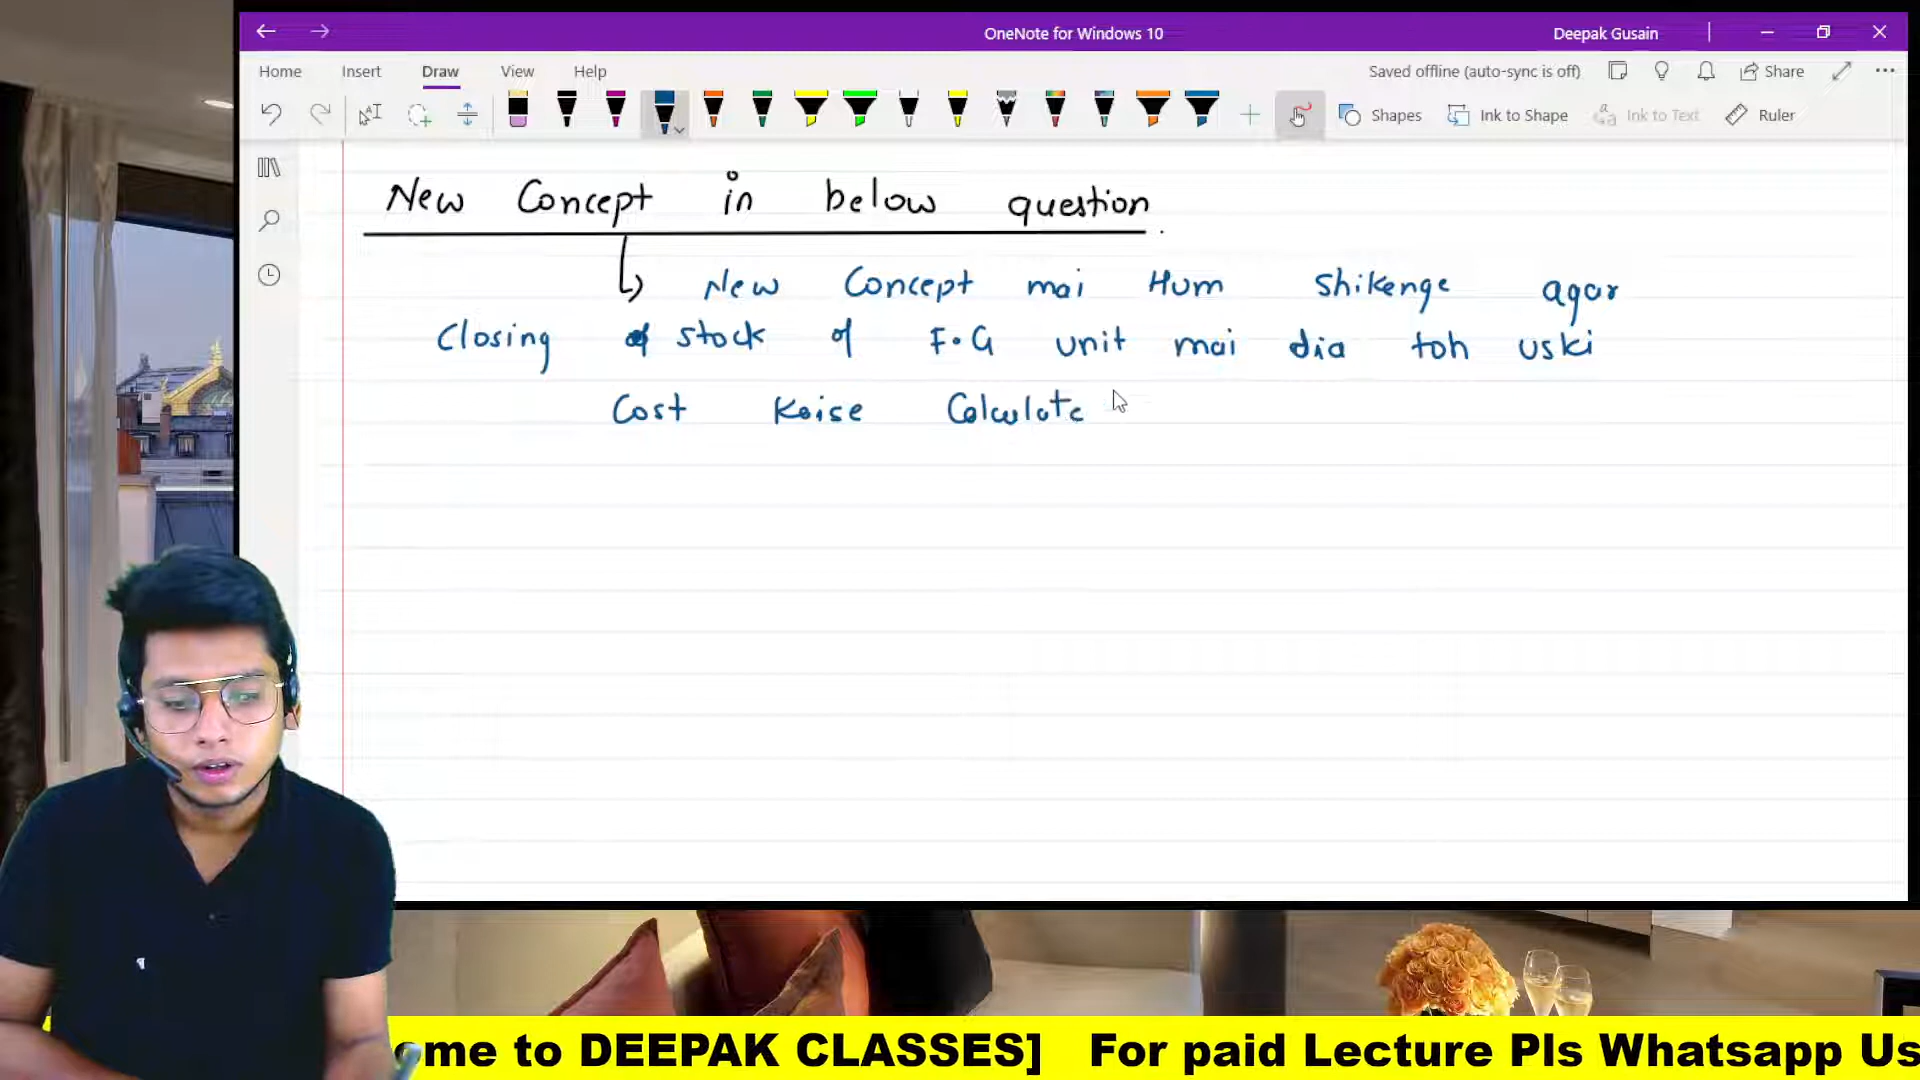 OneNote for Windows 10
Deepak Gusain
Home Insert Draw View Help
Saved offline (auto-sync is off)
Share
Shapes
Ink to Shape
Ink to Text
Ruler
New Concept in below question
New Concept mai Hum Shikenge agar
Closing of stock of F.G unit mai dia toh uski
Cost Kaise Calculate
ome to DEEPAK CLASSES] For paid Lecture Pls Whatsapp Us